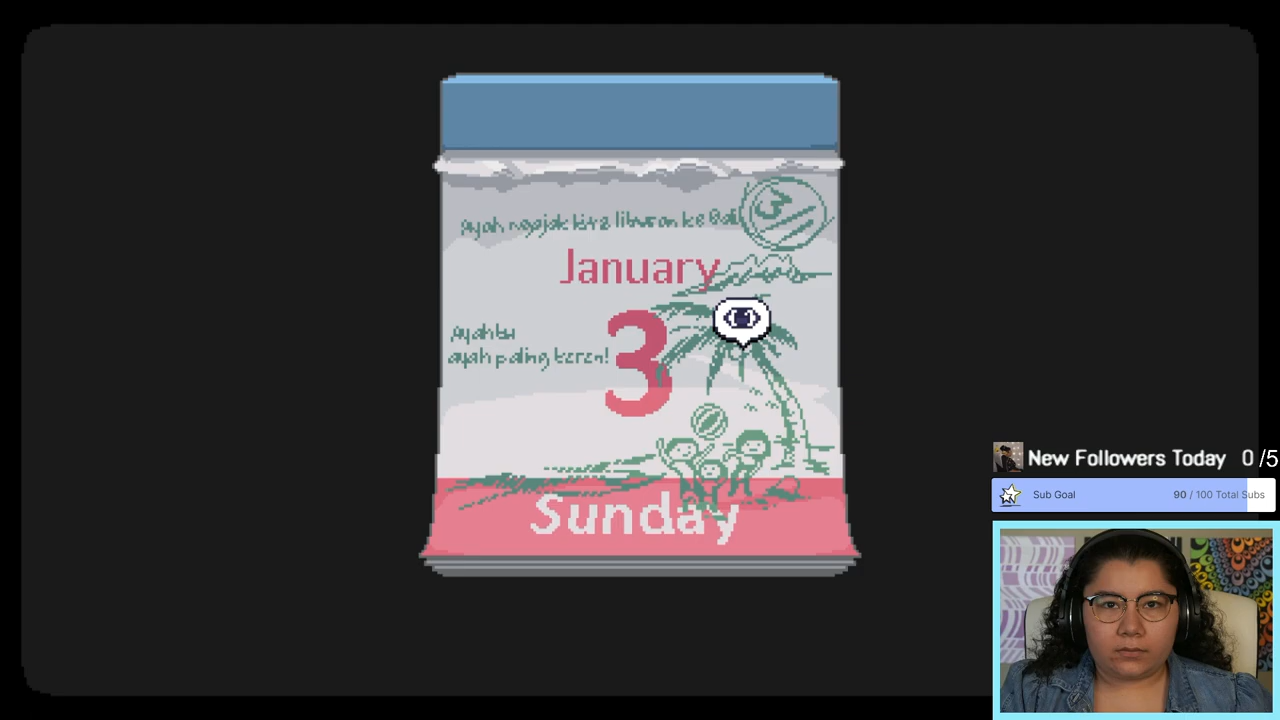 Ayah ngajak kita liburan ke Bali
3
January
3
Ayahku
ayah paling keren!
Sunday
New Followers Today 0 /5
Sub Goal 90 / 100 Total Subs